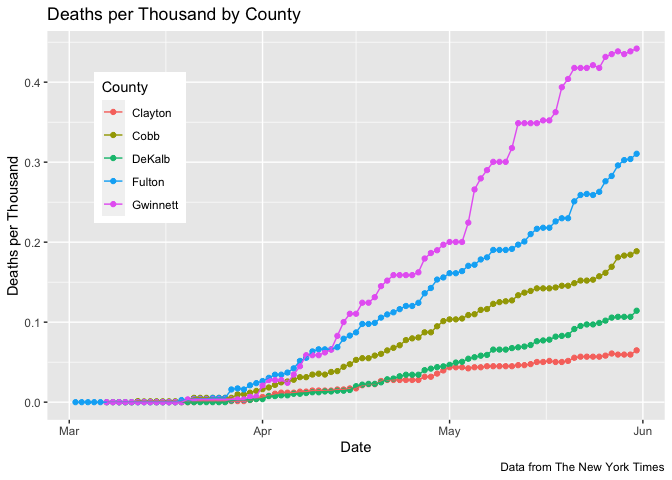 Deaths per Thousand by County
Deaths per Thousand
0.4
0.3
0.2
0.1
0.0
County
Clayton
Cobb
DeKalb
Fulton
Gwinnett
Mar
Apr
May
Jun
Date
Data from The New York Times